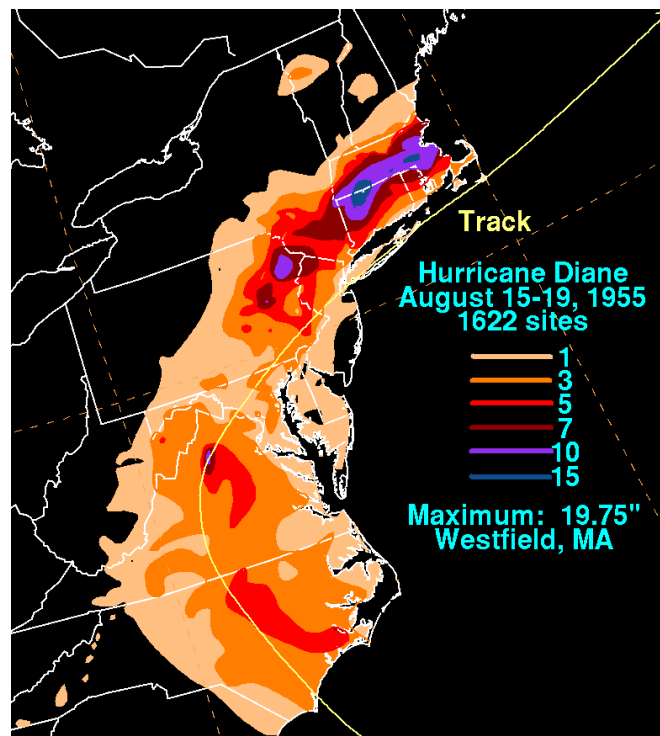 Track
Hurricane Diane
August 15-19, 1955
1622 sites
1
3
5
7
10
15
Maximum: 19.75"
Westfield, MA